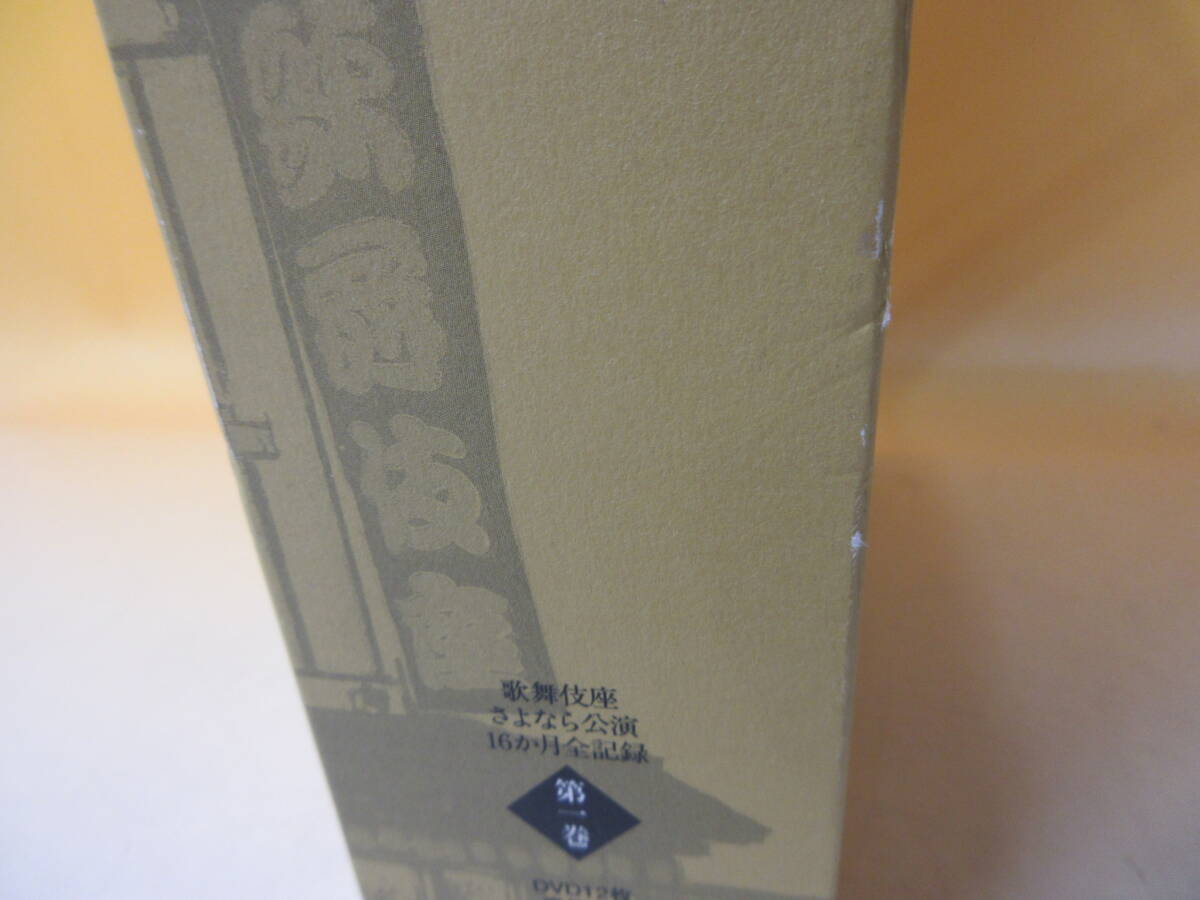 歌舞伎座
さよなら公演
16か月全記録
第一巻
DVD12枚